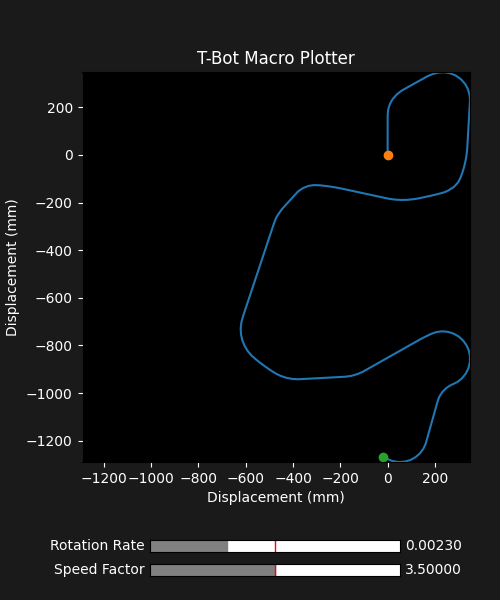 T-Bot Macro Plotter
200
0
−200
−400
−600
−800
−1000
−1200
Displacement (mm)
−1200 −1000 −800 −600 −400 −200 0 200
Displacement (mm)
Rotation Rate 0.00230
Speed Factor 3.50000